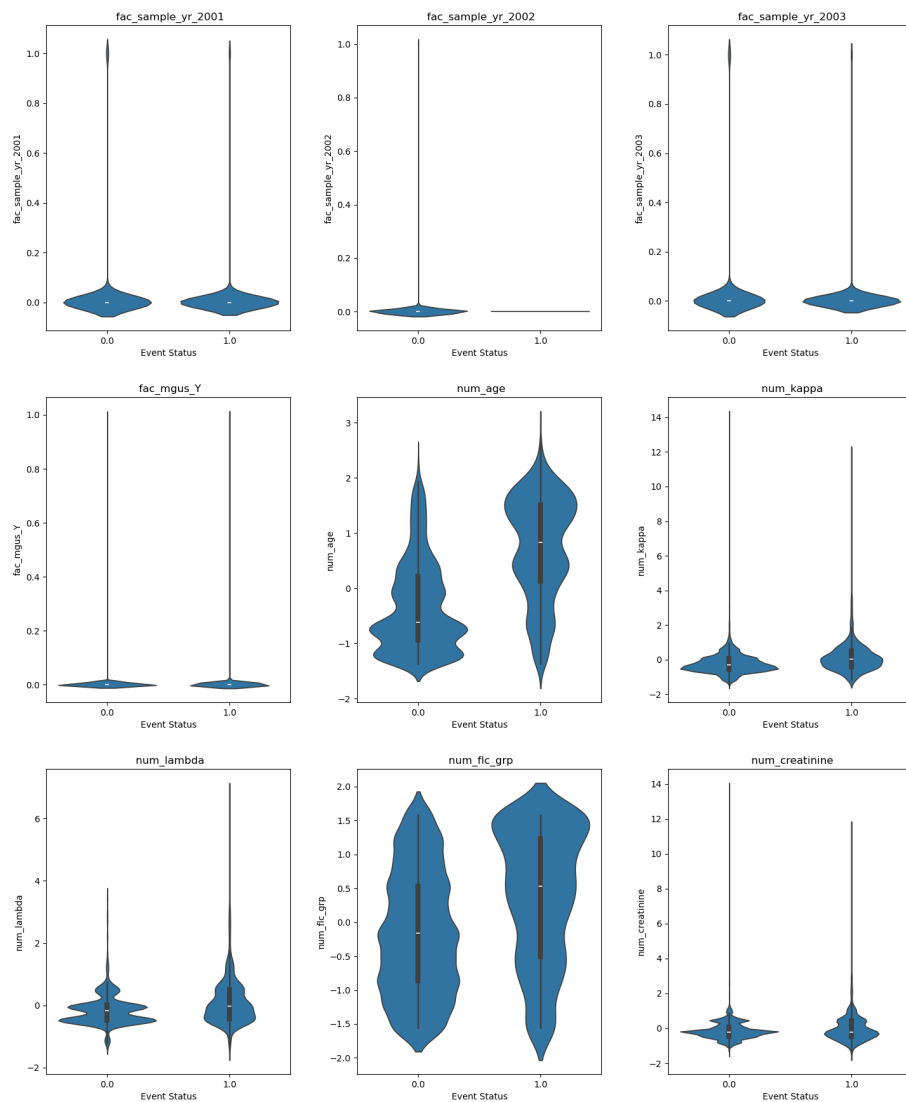 fac_sample_yr_2001
fac_sample_yr_2002
fac_sample_yr_2003
1.0
0.8
0.6
0.4
0.2
0.0
fac_sample_yr_2001
0.0
1.0
Event Status
1.0
0.8
0.6
0.4
0.2
0.0
fac_sample_yr_2002
0.0
1.0
Event Status
1.0
0.8
0.6
0.4
0.2
0.0
fac_sample_yr_2003
0.0
1.0
Event Status
fac_mgus_Y
num_age
num_kappa
1.0
0.8
0.6
0.4
0.2
0.0
fac_mgus_Y
0.0
1.0
Event Status
3
2
1
0
−1
−2
num_age
0.0
1.0
Event Status
14
12
10
8
6
4
2
0
−2
num_kappa
0.0
1.0
Event Status
num_lambda
num_flc_grp
num_creatinine
6
4
2
0
−2
num_lambda
0.0
1.0
Event Status
2.0
1.5
1.0
0.5
0.0
−0.5
−1.0
−1.5
−2.0
num_flc_grp
0.0
1.0
Event Status
14
12
10
8
6
4
2
0
−2
num_creatinine
0.0
1.0
Event Status